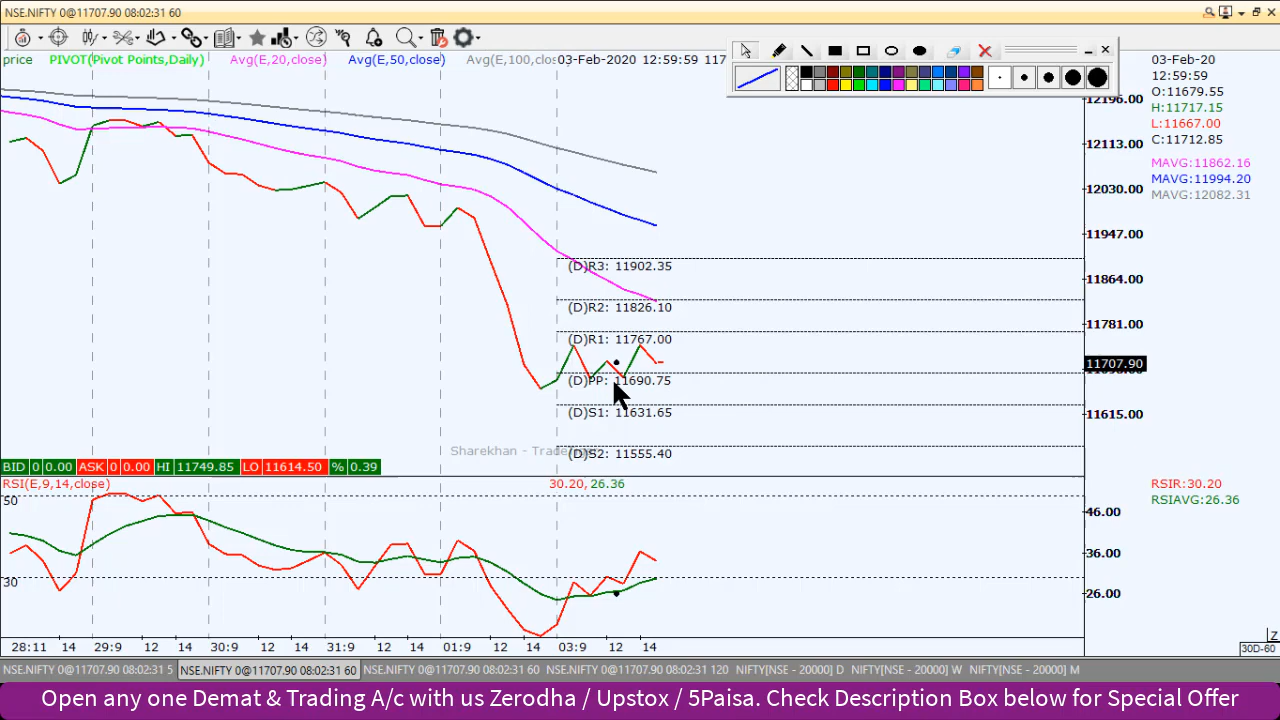 NSE.NIFTY 0@11707.90 08:02:31 60
price PIVOT(Pivot Points,Daily) Avg(E,20,close) Avg(E,50,close) Avg(E,100,clos 03-Feb-2020 12:59:59 117
03-Feb-20
12:59:59
O:11679.55
H:11717.15
L:11667.00
C:11712.85
MAVG:11862.16
MAVG:11994.20
MAVG:12082.31
12196.00
12113.00
12030.00
11947.00
11864.00
11781.00
11707.90
11615.00
(D)R3: 11902.35
(D)R2: 11826.10
(D)R1: 11767.00
(D)PP: 11690.75
(D)S1: 11631.65
(D)S2: 11555.40
BID 0 0.00 ASK 0 0.00 HI 11749.85 LO 11614.50 % 0.39
RSI(E,9,14,close) 30.20, 26.36
RSIR:30.20
RSIAVG:26.36
50
30
46.00
36.00
26.00
28:11 14 29:9 12 14 30:9 12 14 31:9 12 14 01:9 12 14 03:9 12 14
Z
30D-60
NSE.NIFTY 0@11707.90 08:02:31 5 NSE.NIFTY 0@11707.90 08:02:31 60 NSE.NIFTY 0@11707.90 08:02:31 60 NSE.NIFTY 0@11707.90 08:02:31 120 NIFTY[NSE - 20000] D NIFTY[NSE - 20000] W NIFTY[NSE - 20000] M
Open any one Demat & Trading A/c with us Zerodha / Upstox / 5Paisa. Check Description Box below for Special Offer